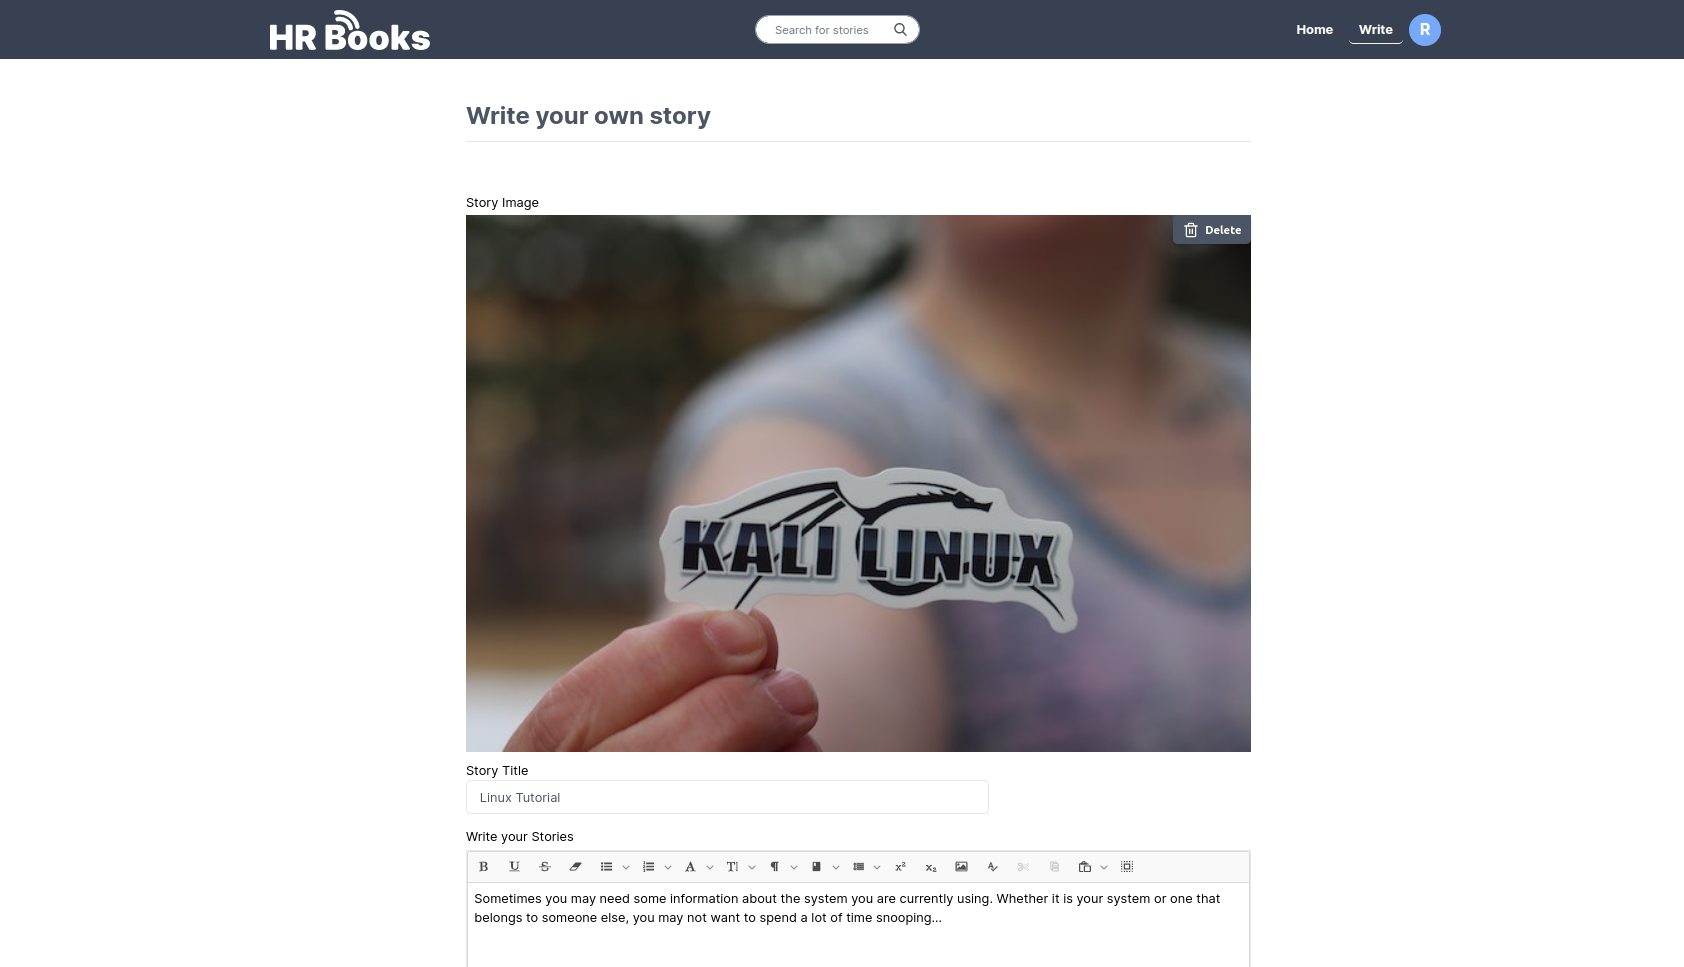 HR Books
Search for stories
Home
Write
R
Write your own story
Story Image
Delete
KALI LINUX
Story Title
Linux Tutorial
Write your Stories
Sometimes you may need some information about the system you are currently using. Whether it is your system or one that
belongs to someone else, you may not want to spend a lot of time snooping...